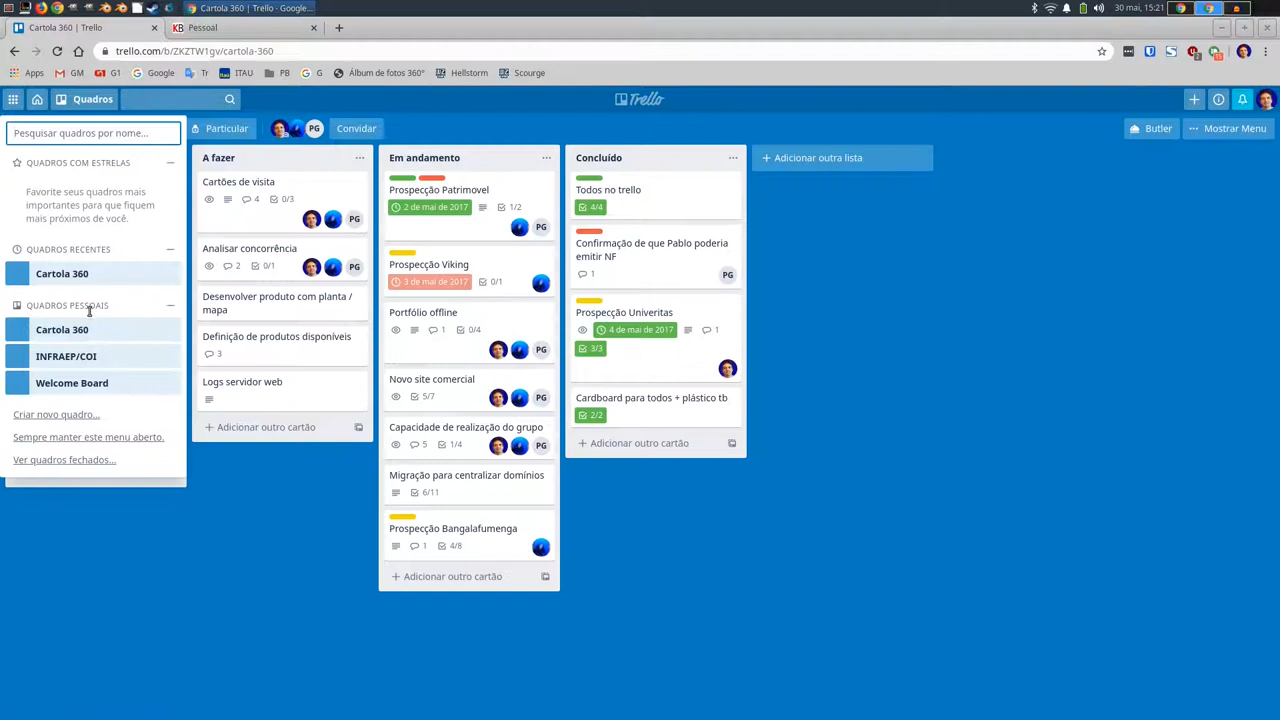 Cartola 360 | Trello - Google...
30 mai, 15:21
Cartola 360 | Trello
Pessoal
trello.com/b/ZKZTW1gv/cartola-360
Apps
GM
G1
Google
Tr
ITAU
PB
G
Álbum de fotos 360°
Hellstorm
Scourge
Quadros
Trello
Pesquisar quadros por nome...
Particular
PG
Convidar
Butler
Mostrar Menu
QUADROS COM ESTRELAS
Favorite seus quadros mais
importantes para que fiquem
mais próximos de você.
QUADROS RECENTES
Cartola 360
QUADROS PESSOAIS
Cartola 360
INFRAEP/COI
Welcome Board
Criar novo quadro...
Sempre manter este menu aberto.
Ver quadros fechados...
A fazer
Cartões de visita
4
0/3
PG
Analisar concorrência
2
0/1
PG
Desenvolver produto com planta /
mapa
Definição de produtos disponíveis
3
Logs servidor web
Adicionar outro cartão
Em andamento
Prospecção Patrimovel
2 de mai de 2017
1/2
PG
Prospecção Viking
3 de mai de 2017
0/1
Portfólio offline
1
0/4
PG
Novo site comercial
5/7
PG
Capacidade de realização do grupo
5
1/4
PG
Migração para centralizar domínios
6/11
Prospecção Bangalafumenga
1
4/8
Adicionar outro cartão
Concluído
Todos no trello
4/4
Confirmação de que Pablo poderia
emitir NF
1
PG
Prospecção Univeritas
4 de mai de 2017
1
3/3
Cardboard para todos + plástico tb
2/2
Adicionar outro cartão
Adicionar outra lista